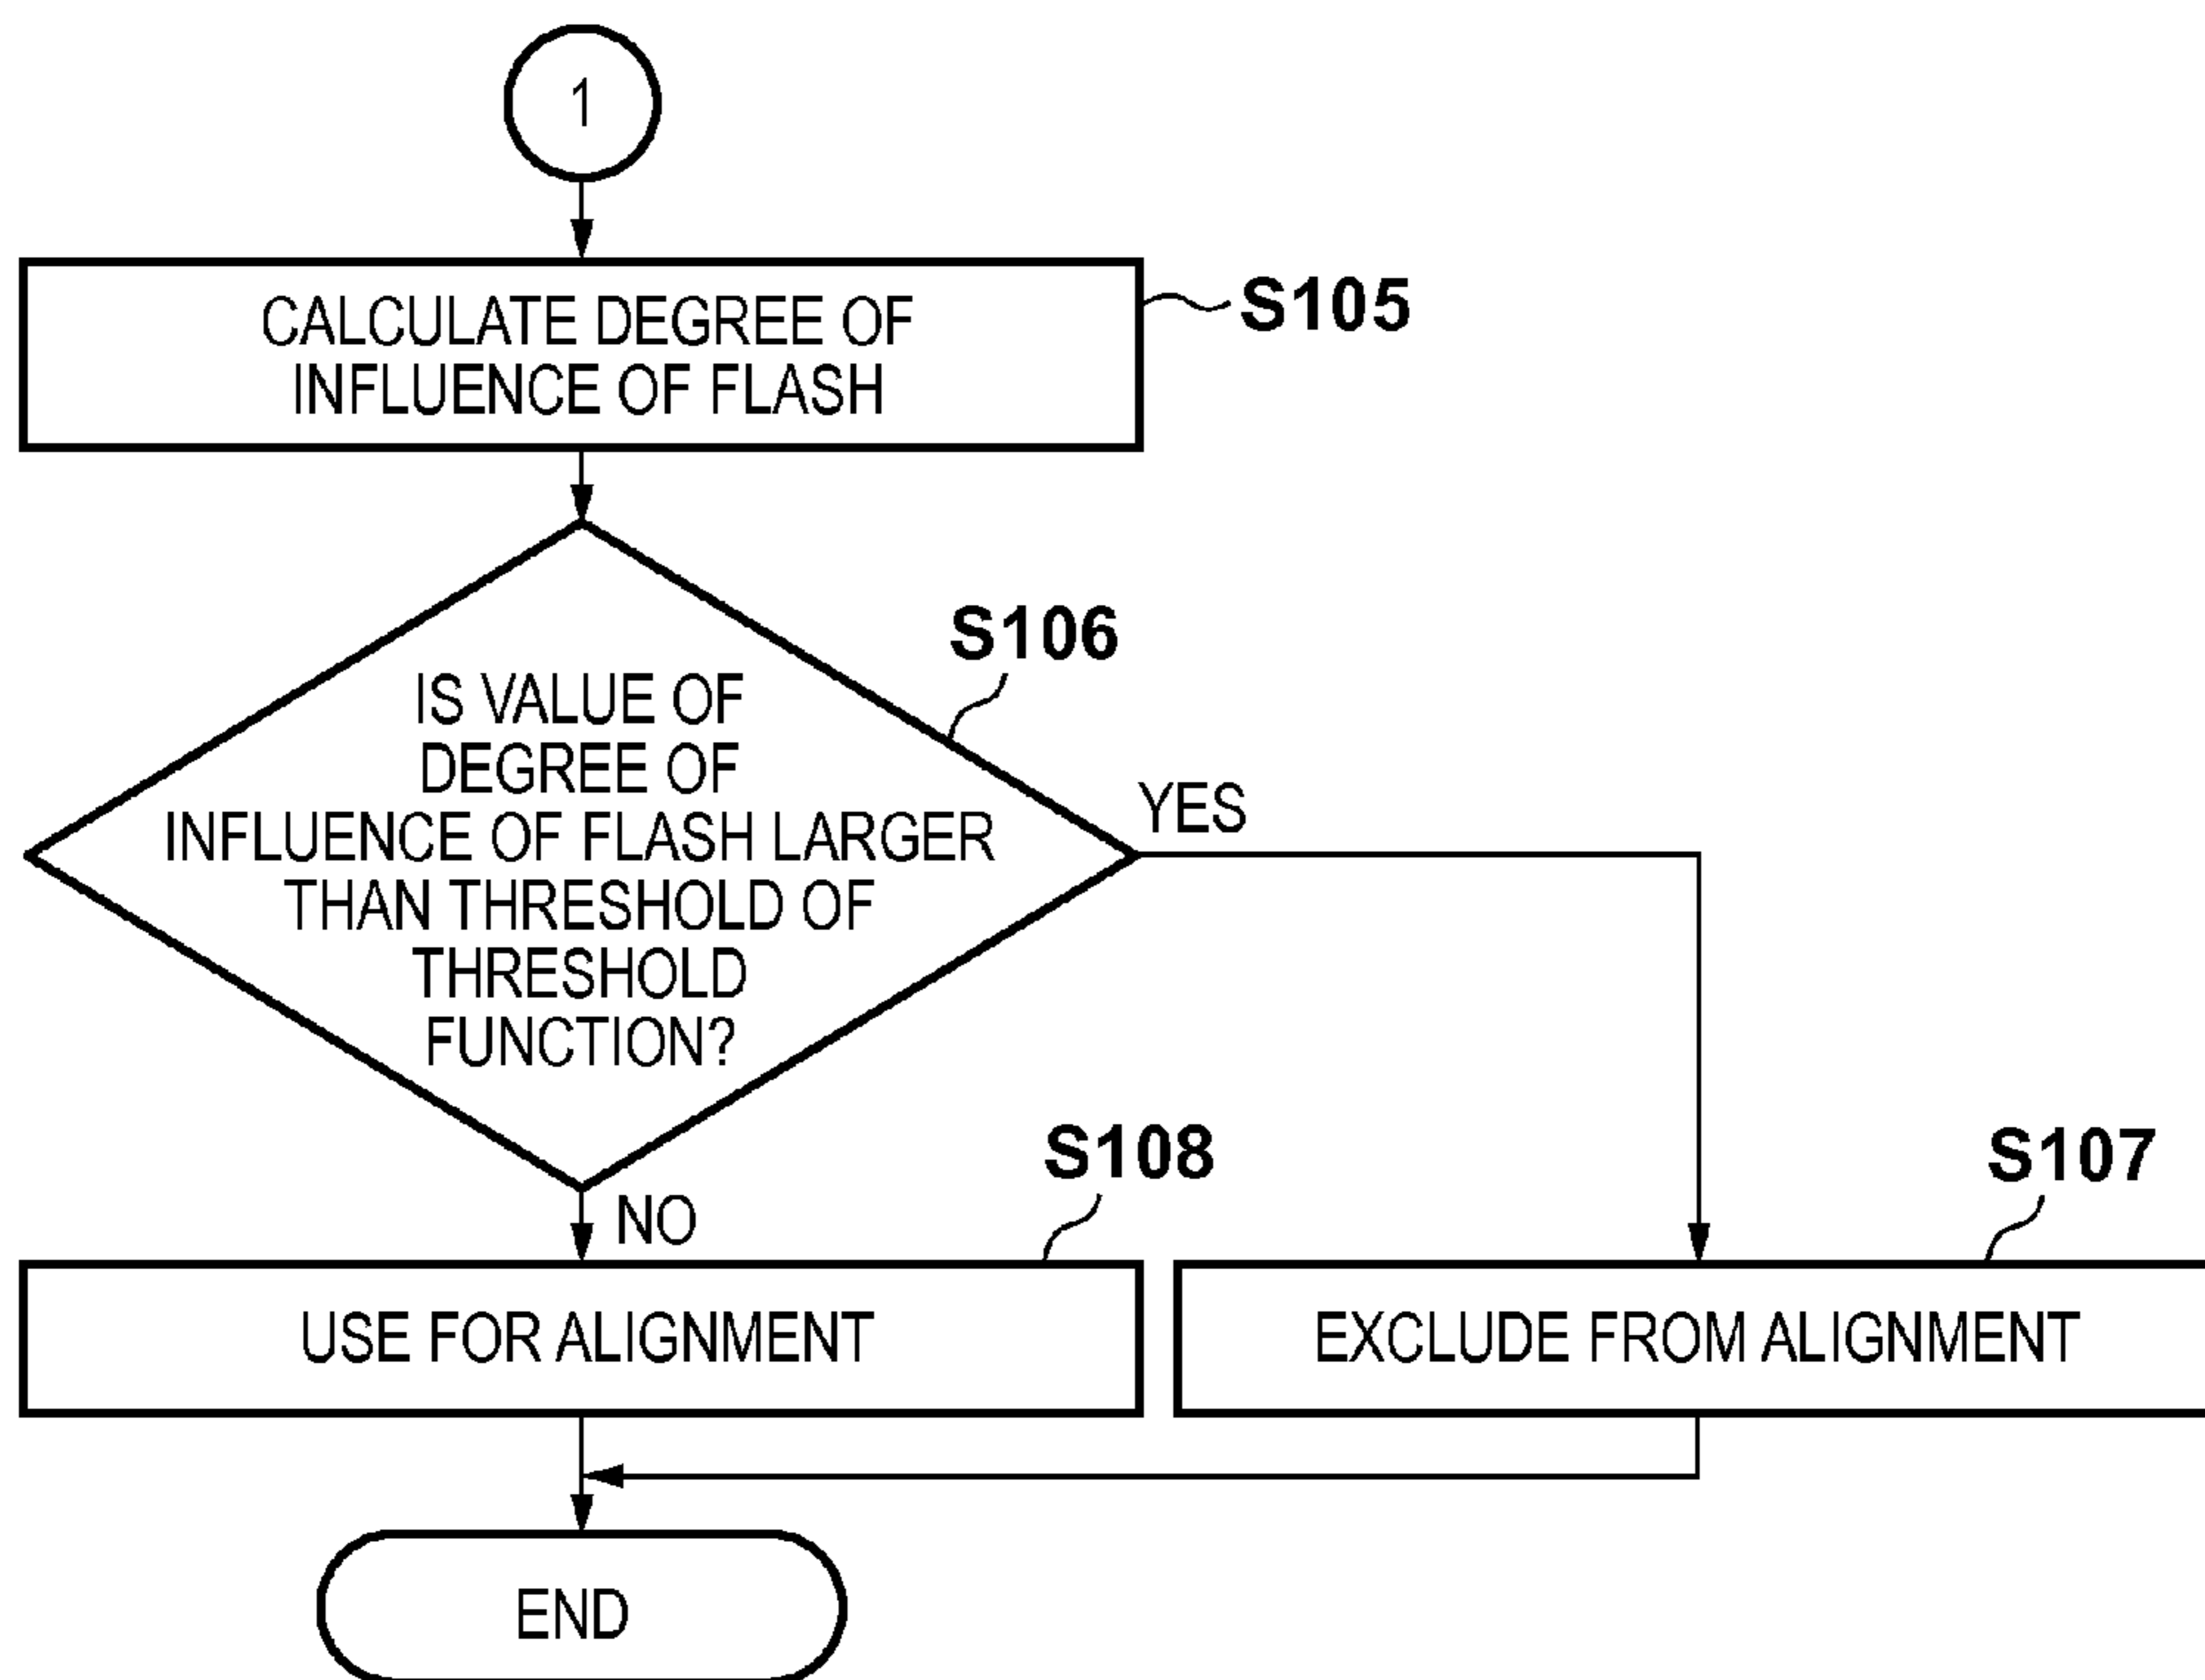 1
CALCULATE DEGREE OF
INFLUENCE OF FLASH
S105
S106
IS VALUE OF
DEGREE OF
INFLUENCE OF FLASH LARGER
THAN THRESHOLD OF
THRESHOLD
FUNCTION?
YES
NO
S108
USE FOR ALIGNMENT
S107
EXCLUDE FROM ALIGNMENT
END